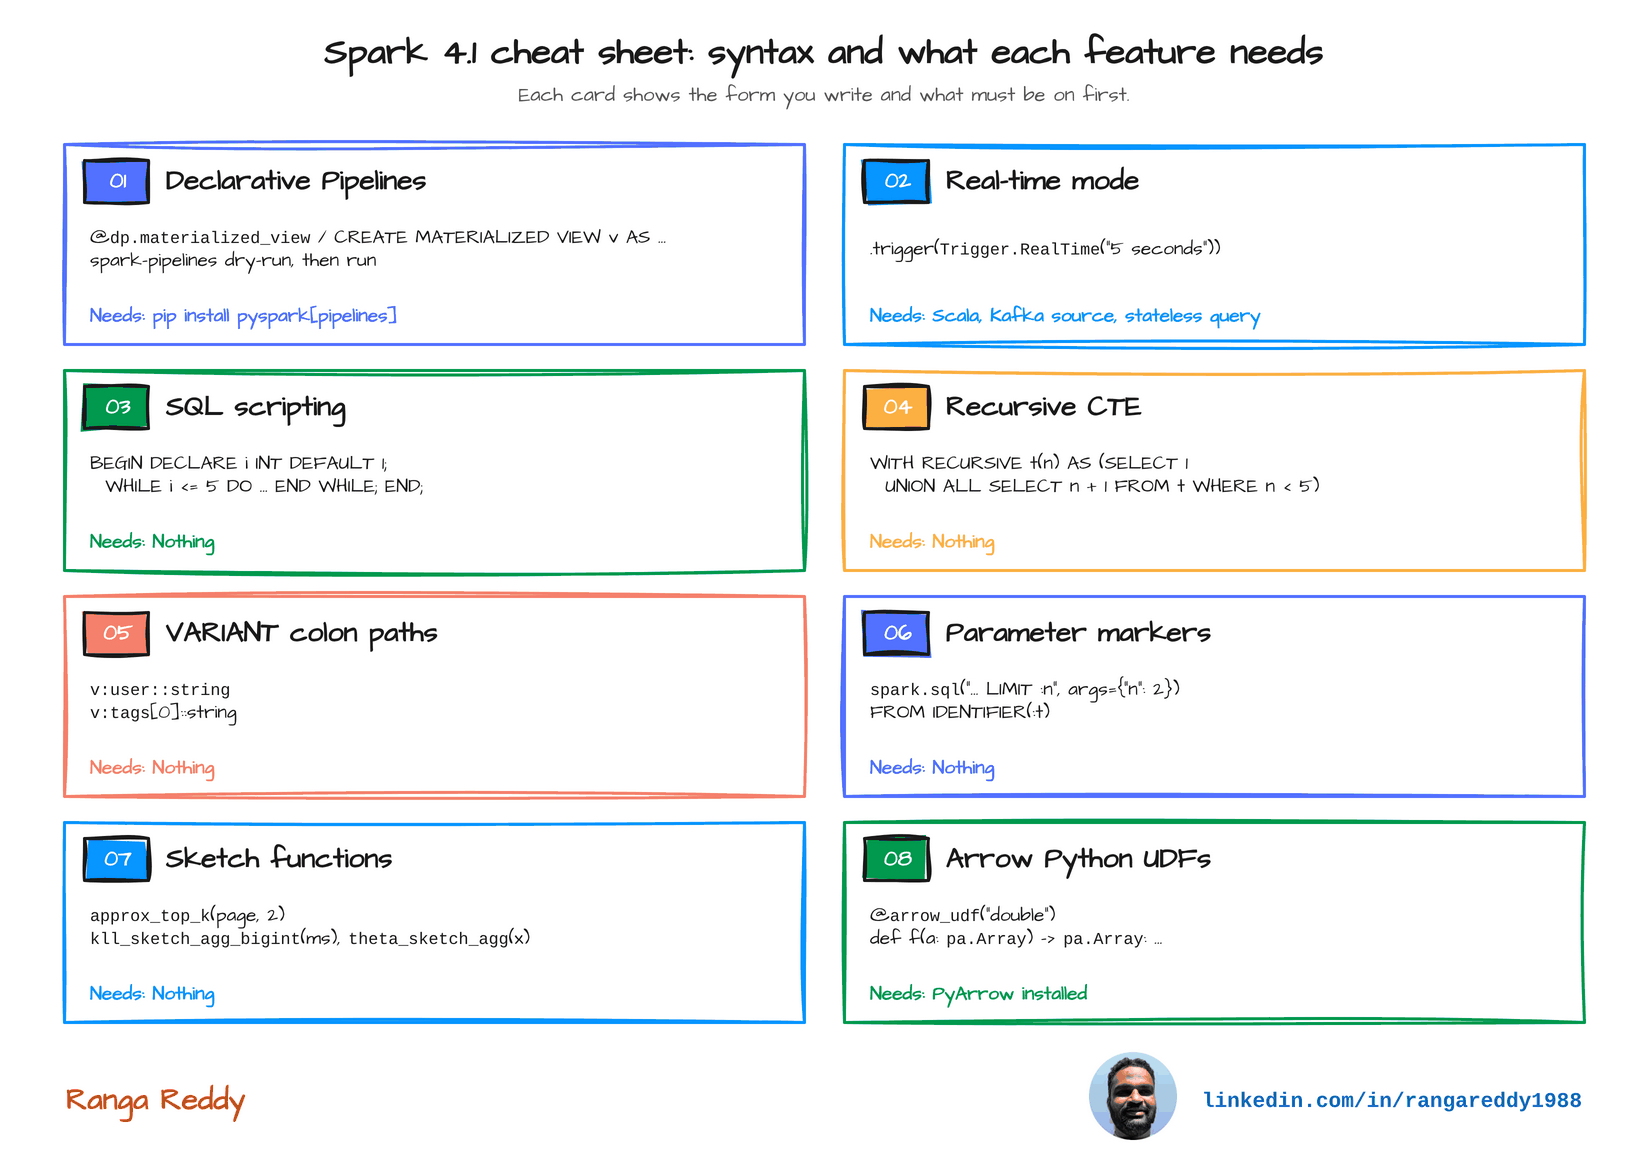 Spark 4.1 cheat sheet: syntax and what each feature needs
Each card shows the form you write and what must be on first.
01 Declarative Pipelines
@dp.materialized_view / CREATE MATERIALIZED VIEW v AS ...
spark-pipelines dry-run, then run
Needs: pip install pyspark[pipelines]
02 Real-time mode
.trigger(Trigger.RealTime("5 seconds"))
Needs: Scala, Kafka source, stateless query
03 SQL scripting
BEGIN DECLARE i INT DEFAULT 1;
WHILE i <= 5 DO ... END WHILE; END;
Needs: Nothing
04 Recursive CTE
WITH RECURSIVE t(n) AS (SELECT 1
UNION ALL SELECT n + 1 FROM t WHERE n < 5)
Needs: Nothing
05 VARIANT colon paths
v:user::string
v:tags[0]::string
Needs: Nothing
06 Parameter markers
spark.sql("... LIMIT :n", args={"n": 2})
FROM IDENTIFIER(:t)
Needs: Nothing
07 Sketch functions
approx_top_k(page, 2)
kll_sketch_agg_bigint(ms), theta_sketch_agg(x)
Needs: Nothing
08 Arrow Python UDFs
@arrow_udf("double")
def f(a: pa.Array) -> pa.Array: ...
Needs: PyArrow installed
Ranga Reddy
linkedin.com/in/rangareddy1988